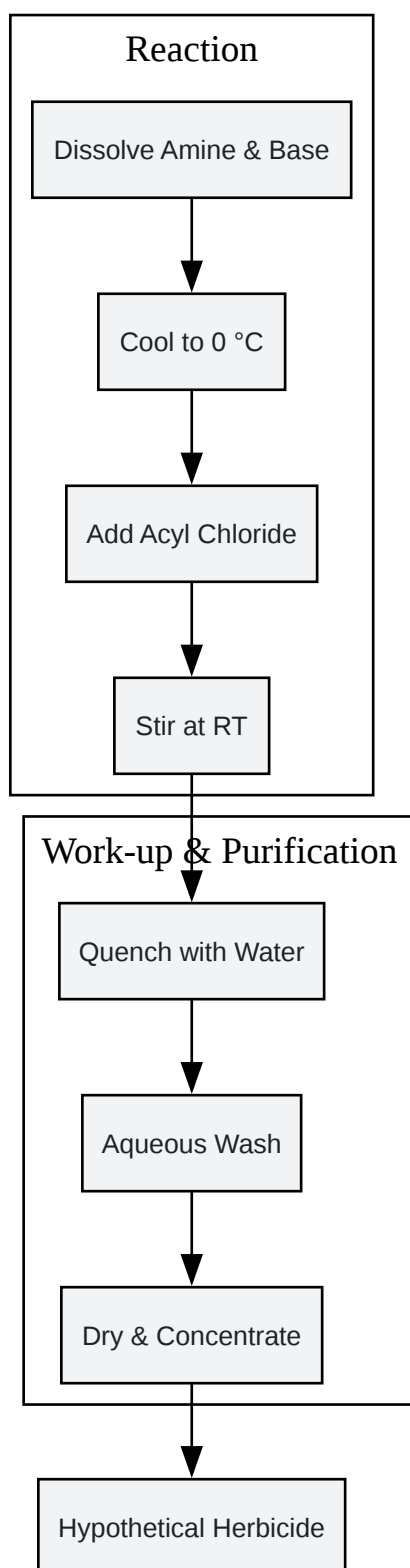 Reaction
Dissolve Amine & Base
Cool to 0 °C
Add Acyl Chloride
Stir at RT
Work-up & Purification
Quench with Water
Aqueous Wash
Dry & Concentrate
Hypothetical Herbicide